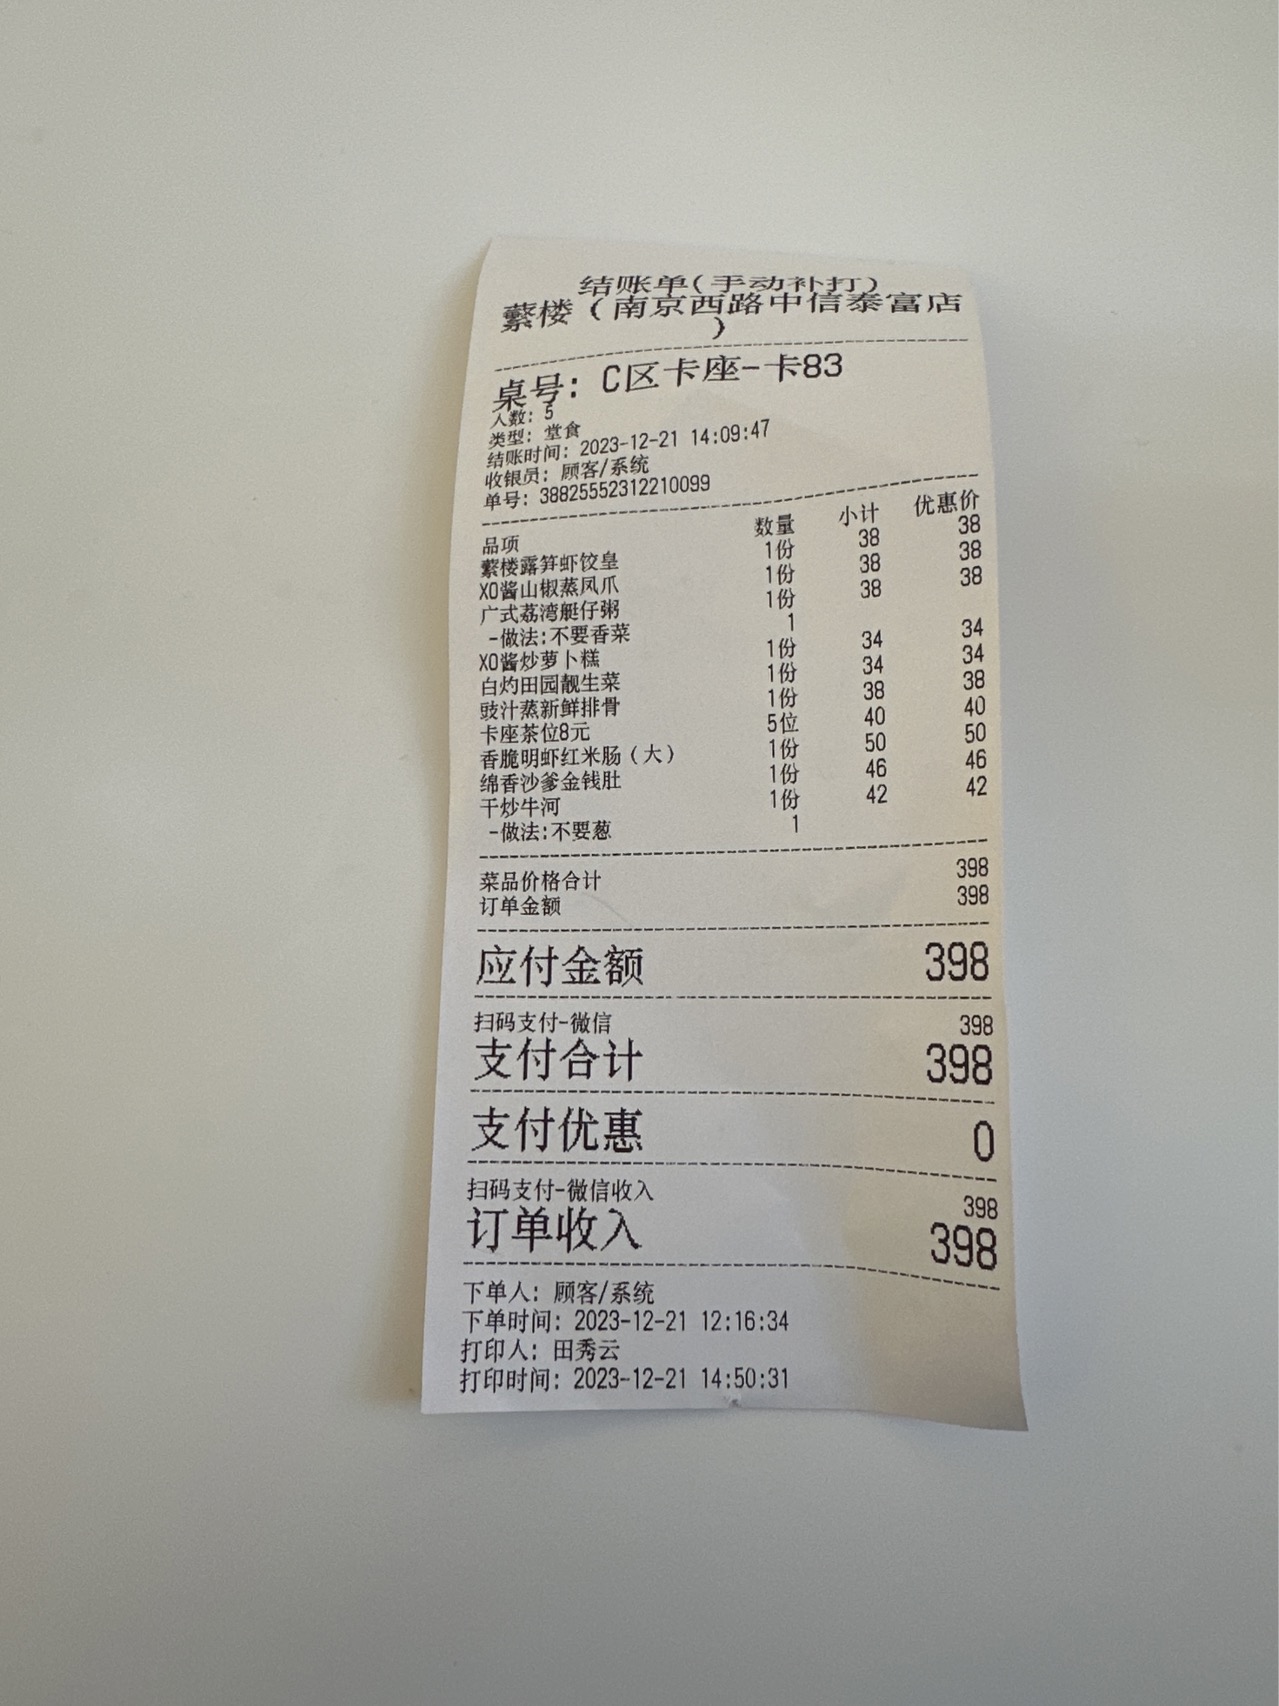 结账单(手动补打)
蘩楼（南京西路中信泰富店
）
桌号: C区卡座-卡83
人数: 5
类型: 堂食
结账时间: 2023-12-21 14:09:47
收银员: 顾客/系统
单号: 38825552312210099
品项 数量 小计 优惠价
蘩楼露笋虾饺皇 1份 38 38
XO酱山椒蒸凤爪 1份 38 38
广式荔湾艇仔粥 1份 38 38
-做法:不要香菜 1
XO酱炒萝卜糕 1份 34 34
白灼田园靓生菜 1份 34 34
豉汁蒸新鲜排骨 1份 38 38
卡座茶位8元 5位 40 40
香脆明虾红米肠（大） 1份 50 50
绵香沙爹金钱肚 1份 46 46
干炒牛河 1份 42 42
-做法:不要葱 1
菜品价格合计 398
订单金额 398
应付金额 398
扫码支付-微信 398
支付合计 398
支付优惠 0
扫码支付-微信收入 398
订单收入 398
下单人: 顾客/系统
下单时间: 2023-12-21 12:16:34
打印人: 田秀云
打印时间: 2023-12-21 14:50:31